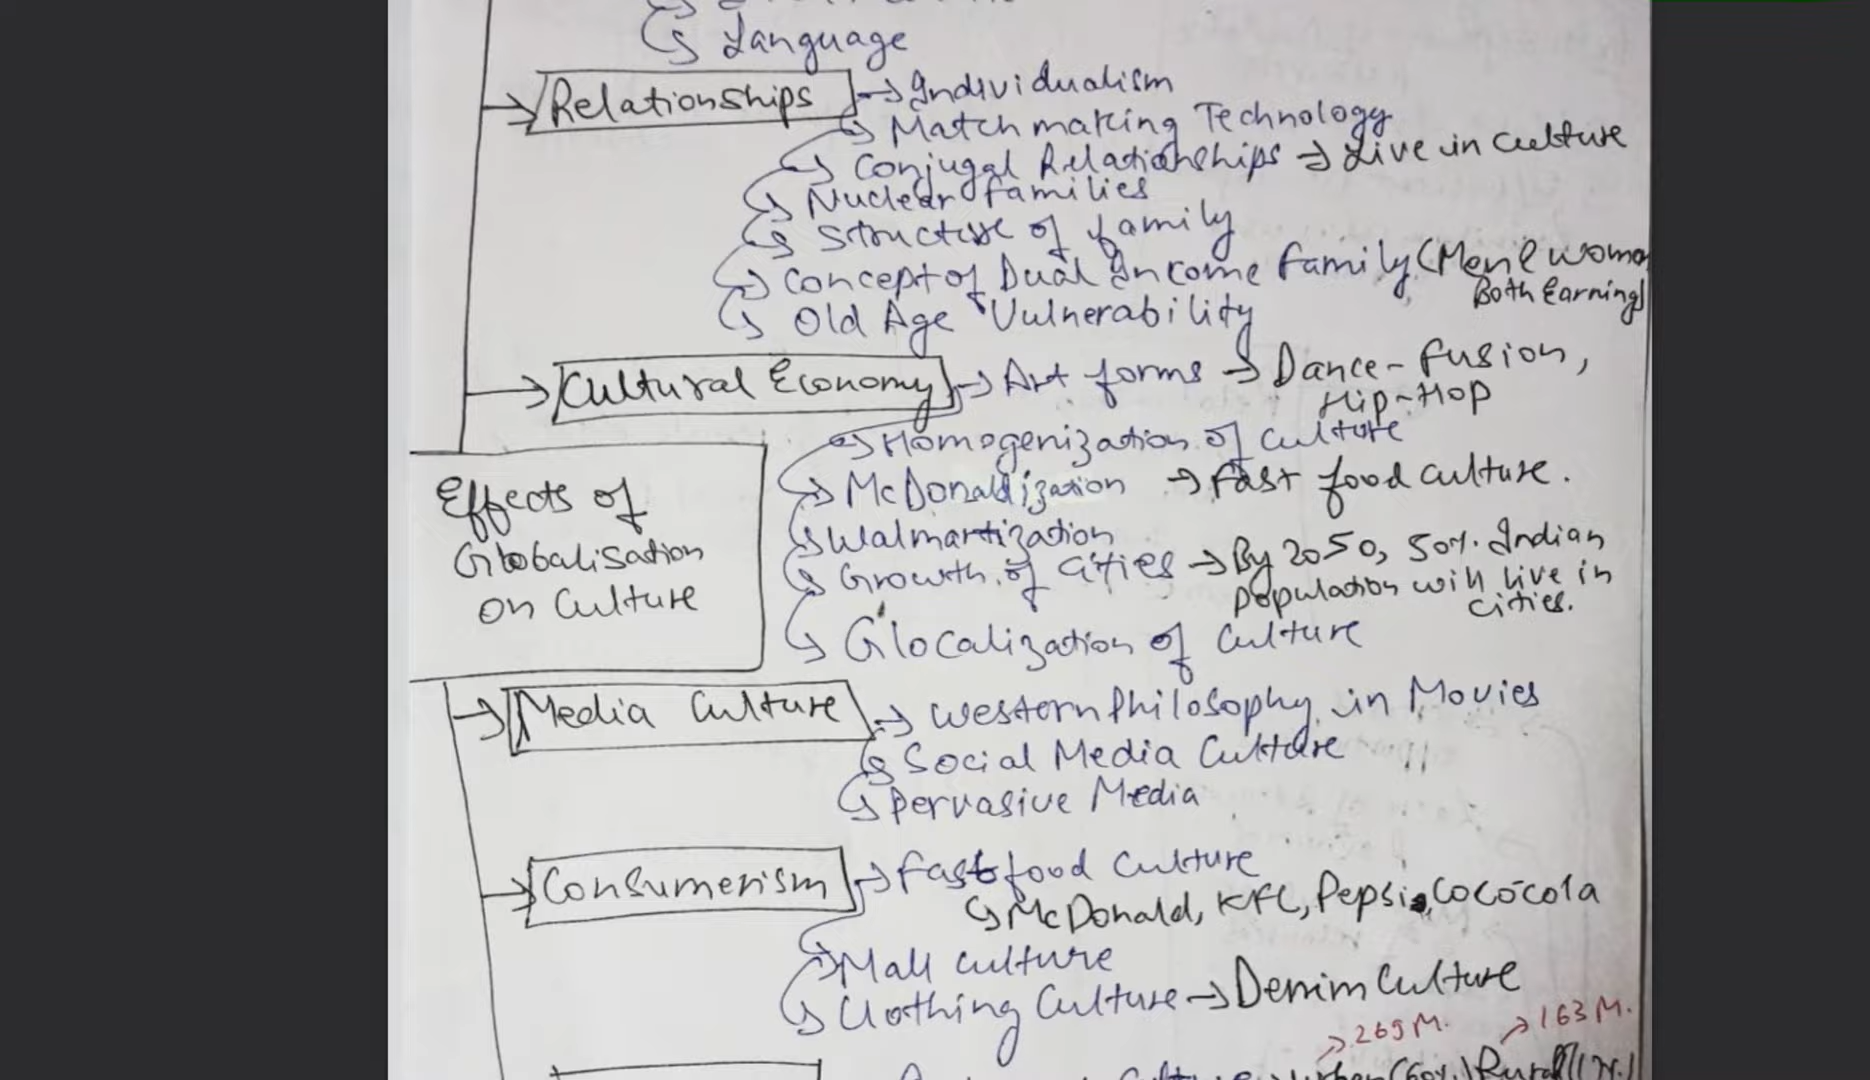 Language
Relationships → Individualism
Matchmaking Technology
Conjugal Relationships → Live in culture
Nuclear families
Structure of family
Concept of Dual Income family (Men & woman
Both Earning)
Old Age Vulnerability
Cultural Economy → Art forms → Dance - fusion,
Hip-Hop
Homogenization of culture
McDonaldization → Fast food culture.
Walmartization
Growth of cities → By 2050, 50% Indian
population will live in
cities.
Glocalization of Culture
Effects of
Globalisation
on Culture
Media Culture → Western Philosophy in Movies
Social Media Culture
Pervasive Media
Consumerism → Fast food Culture
McDonald, KFC, Pepsi, Cococola
Mall culture
Clothing Culture → Denim Culture
→ 269 M. → 163 M.